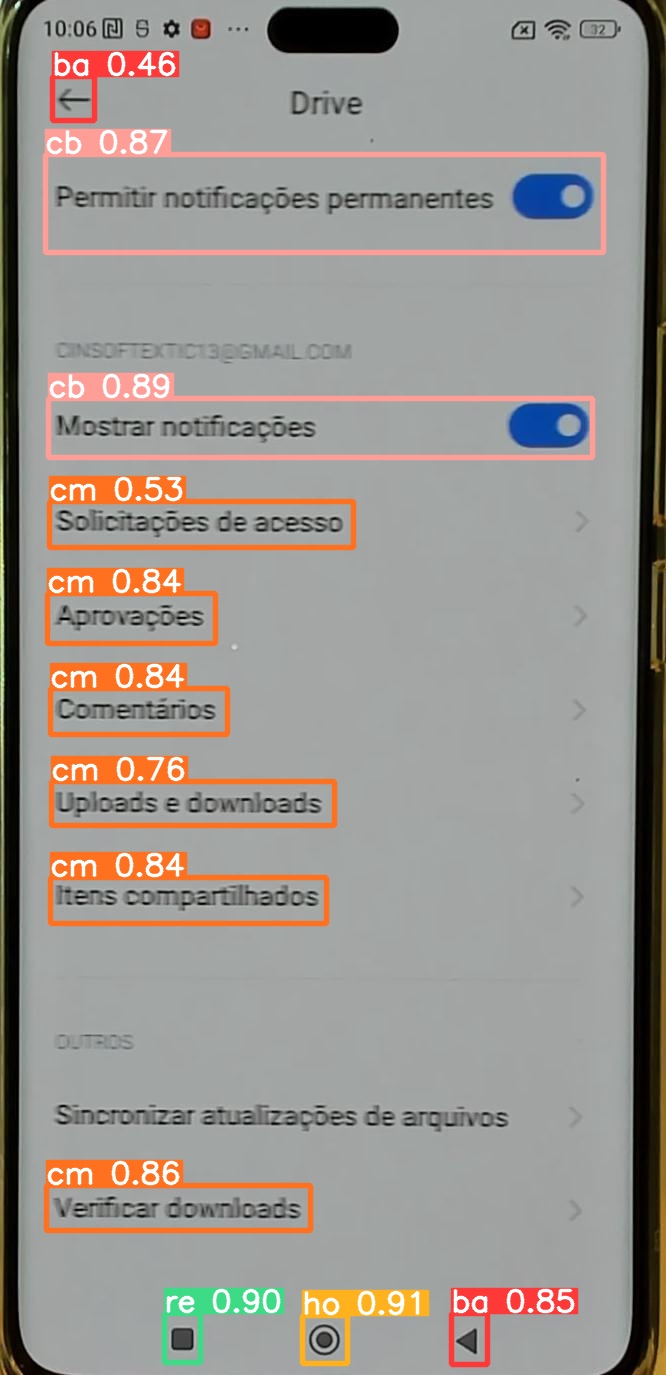 10:06
32
ba 0.46
Drive
cb 0.87
Permitir notificações permanentes
CINSOFTEXTIC13@GMAIL.COM
cb 0.89
Mostrar notificações
cm 0.53
Solicitações de acesso
cm 0.84
Aprovações
cm 0.84
Comentários
cm 0.76
Uploads e downloads
cm 0.84
Itens compartilhados
OUTROS
Sincronizar atualizações de arquivos
cm 0.86
Verificar downloads
re 0.90 ho 0.91 ba 0.85